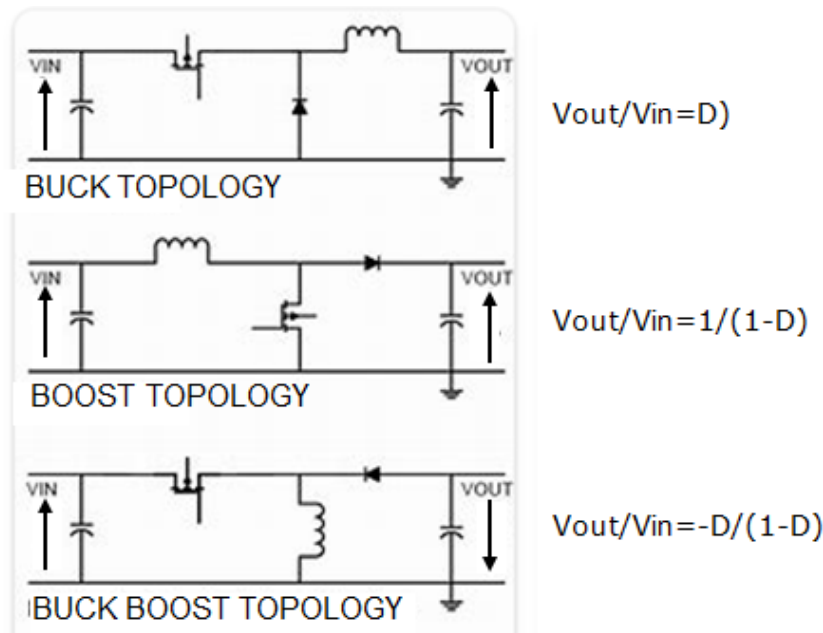 VIN
VOUT
Vout/Vin=D)
BUCK TOPOLOGY
VIN
VOUT
Vout/Vin=1/(1-D)
BOOST TOPOLOGY
VIN
VOUT
Vout/Vin=-D/(1-D)
BUCK BOOST TOPOLOGY